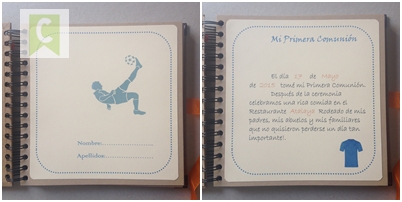 Nombre:
Apellidos:
Mi Primera Comunión
El día 17 de Mayo
de 2015 tomé mi Primera Comunión.
Después de la ceremonia
celebramos una rica comida en el
Restaurante Atalaya Rodeado de mis
padres, mis abuelos y mis familiares
que no quisieron perderse un día tan
importante!.